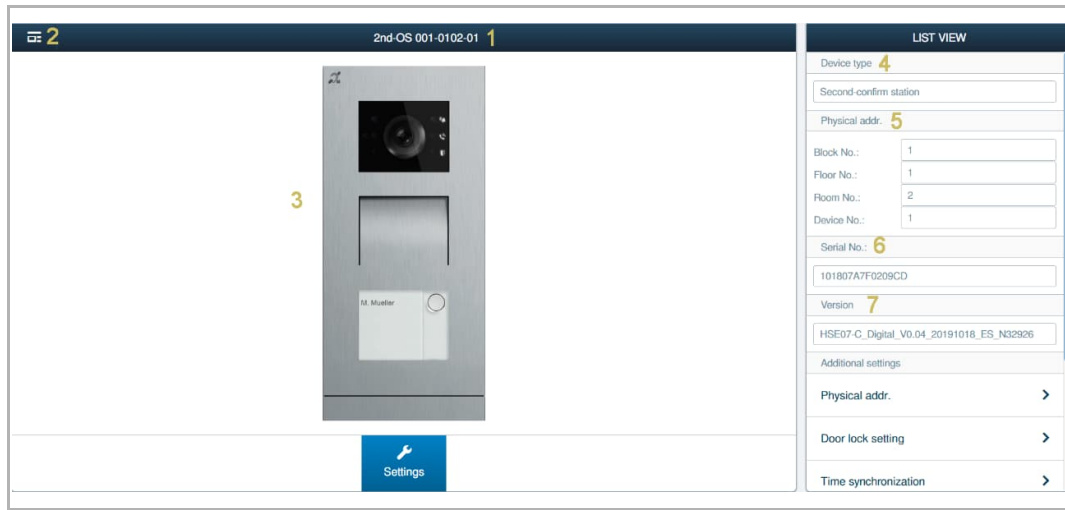 2 2nd-OS 001-0102-01 1
3
M. Mueller
Settings
LIST VIEW
Device type 4
Second-confirm station
Physical addr. 5
Block No.: 1
Floor No.: 1
Room No.: 2
Device No.: 1
Serial No.: 6
101807A7F0209CD
Version 7
HSE07-C_Digital_V0.04_20191018_ES_N32926
Additional settings
Physical addr.
Door lock setting
Time synchronization